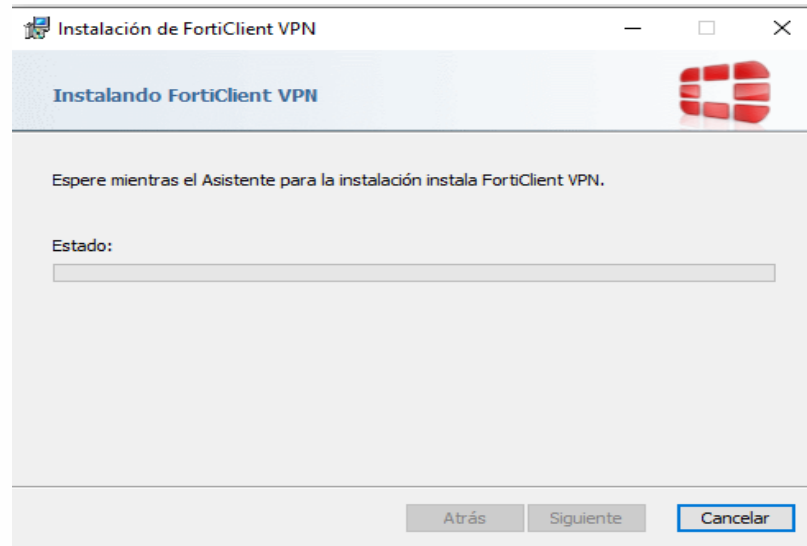 Instalación de FortiClient VPN
Instalando FortiClient VPN
Espere mientras el Asistente para la instalación instala FortiClient VPN.
Estado:
Atrás Siguiente Cancelar